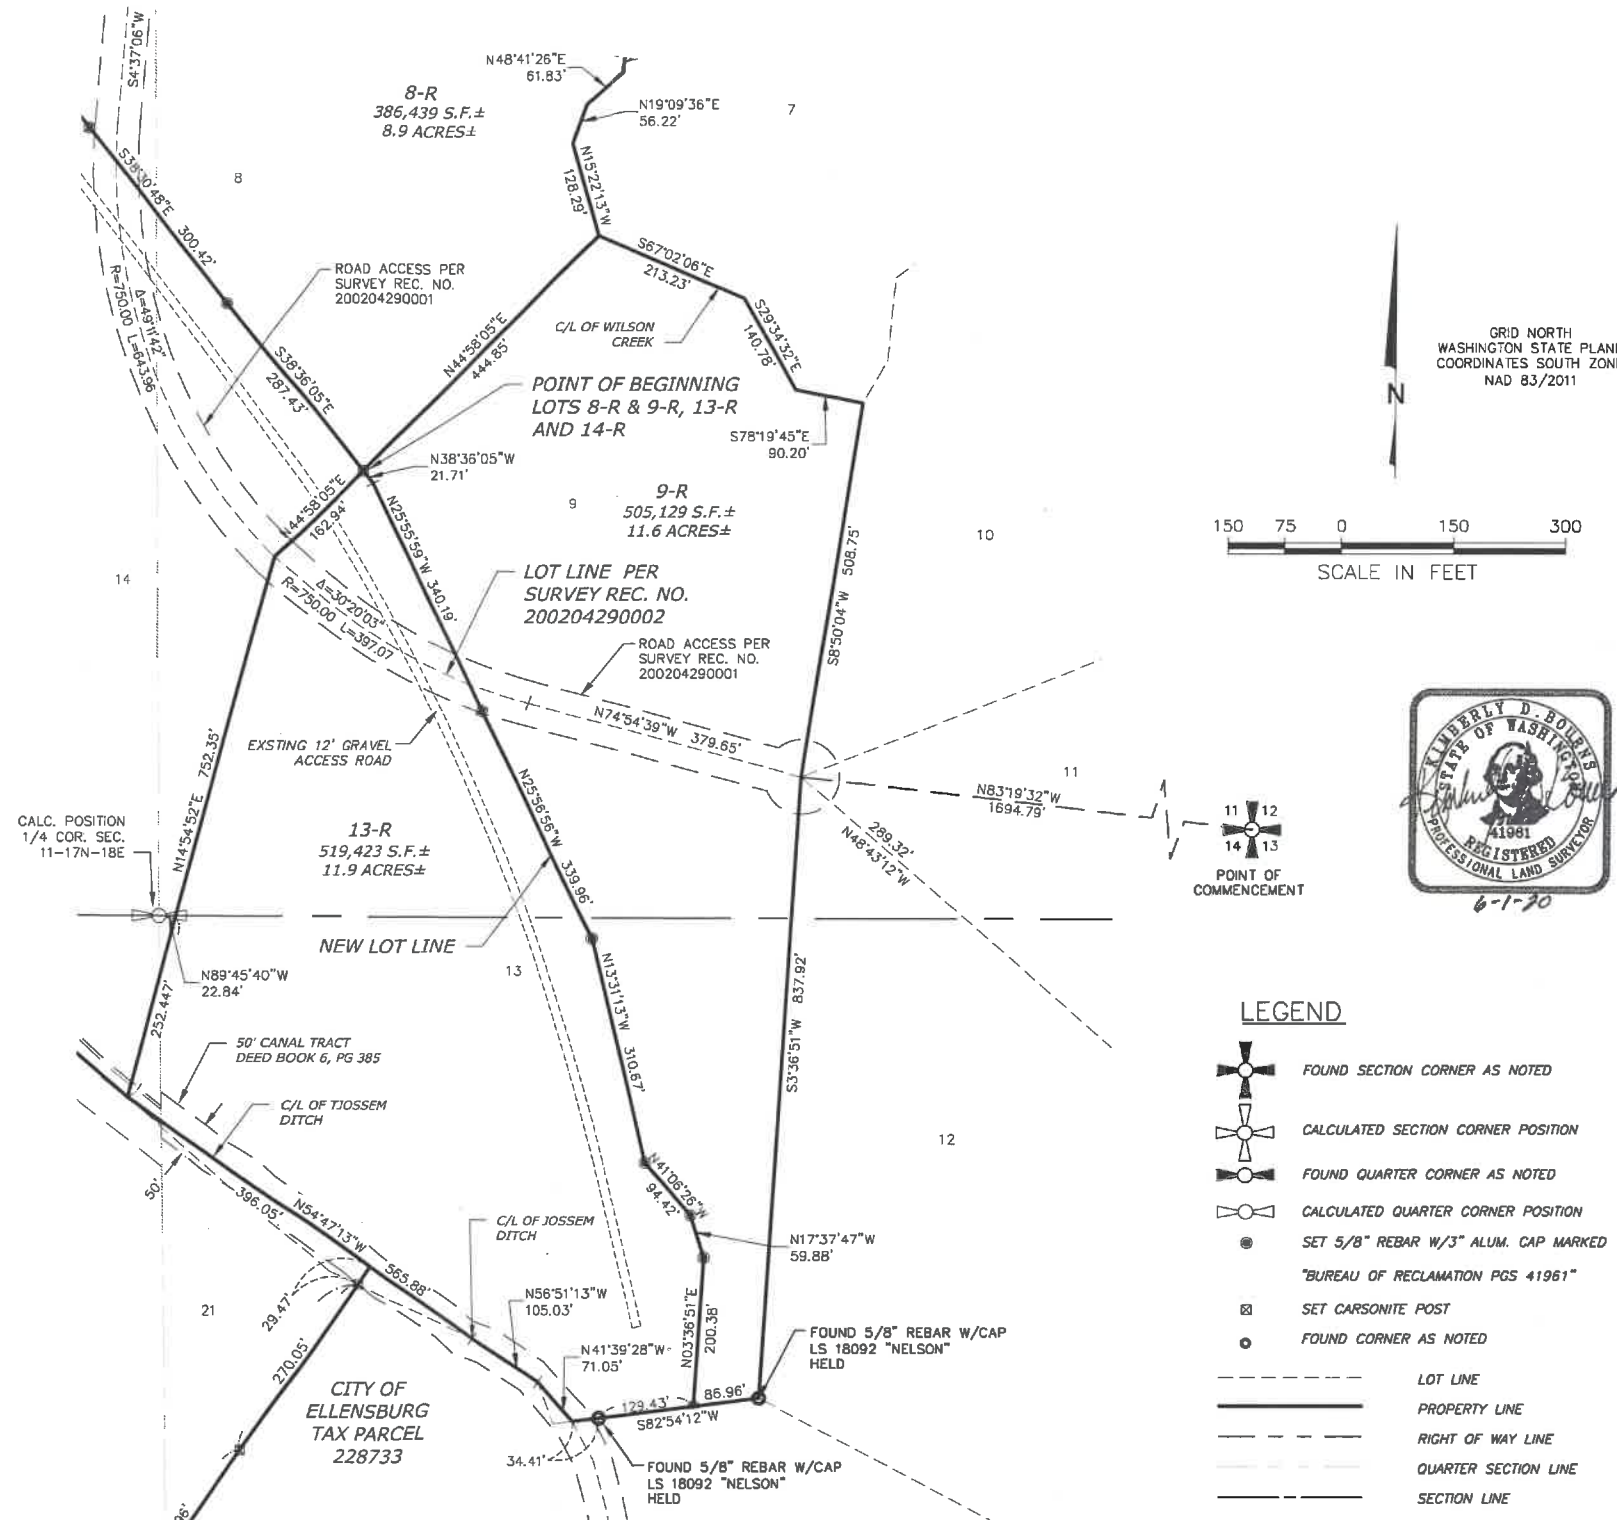 S4°37'06"W
N48°41'26"E
61.83'
8-R
386,439 S.F.±
8.9 ACRES±
N19°09'36"E
56.22'
7
8
S38°30'48"E 300.42'
N15°22'13"W
128.29'
S67°02'06"E
213.23'
ROAD ACCESS PER
SURVEY REC. NO.
200204290001
Δ=49°11'42"
R=750.00 L=643.96
C/L OF WILSON
CREEK
S29°34'32"E
140.78'
S38°36'05"E
287.43'
N44°58'05"E
444.85'
POINT OF BEGINNING
LOTS 8-R & 9-R, 13-R
AND 14-R
S78°19'45"E
90.20'
GRID NORTH
WASHINGTON STATE PLANE
COORDINATES SOUTH ZONE
NAD 83/2011
N
N38°36'05"W
21.71'
N44°58'05"E
162.94'
9
9-R
505,129 S.F.±
11.6 ACRES±
10
150 75 0 150 300
SCALE IN FEET
14
N25°55'59"W 340.19'
LOT LINE PER
SURVEY REC. NO.
200204290002
S8°50'04"W 508.75'
Δ=30°20'03"
R=750.00 L=397.07
ROAD ACCESS PER
SURVEY REC. NO.
200204290001
N74°54'39"W 379.65'
N14°54'52"E 752.35'
EXSTING 12' GRAVEL
ACCESS ROAD
11
N83°19'32"W
1694.79'
11 12
14 13
POINT OF
COMMENCEMENT
KIMBERLY D. BOURNS
STATE OF WASHINGTON
41961
REGISTERED
PROFESSIONAL LAND SURVEYOR
6-1-20
CALC. POSITION
1/4 COR. SEC.
11-17N-18E
13-R
519,423 S.F.±
11.9 ACRES±
N25°56'56"W 339.96'
289.32'
N48°43'12"W
NEW LOT LINE
13
N89°45'40"W
22.84'
252.447'
N13°31'13"W 310.67'
S3°36'51"W 837.92'
50' CANAL TRACT
DEED BOOK 6, PG 385
C/L OF TJOSSEM
DITCH
12
50'
N54°47'13"W
396.05'
565.88'
N41°06'26"W
94.42'
N17°37'47"W
59.88'
C/L OF JOSSEM
DITCH
21
29.47'
N56°51'13"W
105.03'
N03°36'51"E
200.38'
270.05'
N41°39'28"W
71.05'
FOUND 5/8" REBAR W/CAP
LS 18092 "NELSON"
HELD
CITY OF
ELLENSBURG
TAX PARCEL
228733
129.43' 86.96'
S82°54'12"W
34.41'
FOUND 5/8" REBAR W/CAP
LS 18092 "NELSON"
HELD
LEGEND
FOUND SECTION CORNER AS NOTED
CALCULATED SECTION CORNER POSITION
FOUND QUARTER CORNER AS NOTED
CALCULATED QUARTER CORNER POSITION
SET 5/8" REBAR W/3" ALUM. CAP MARKED
"BUREAU OF RECLAMATION PGS 41961"
SET CARSONITE POST
FOUND CORNER AS NOTED
LOT LINE
PROPERTY LINE
RIGHT OF WAY LINE
QUARTER SECTION LINE
SECTION LINE